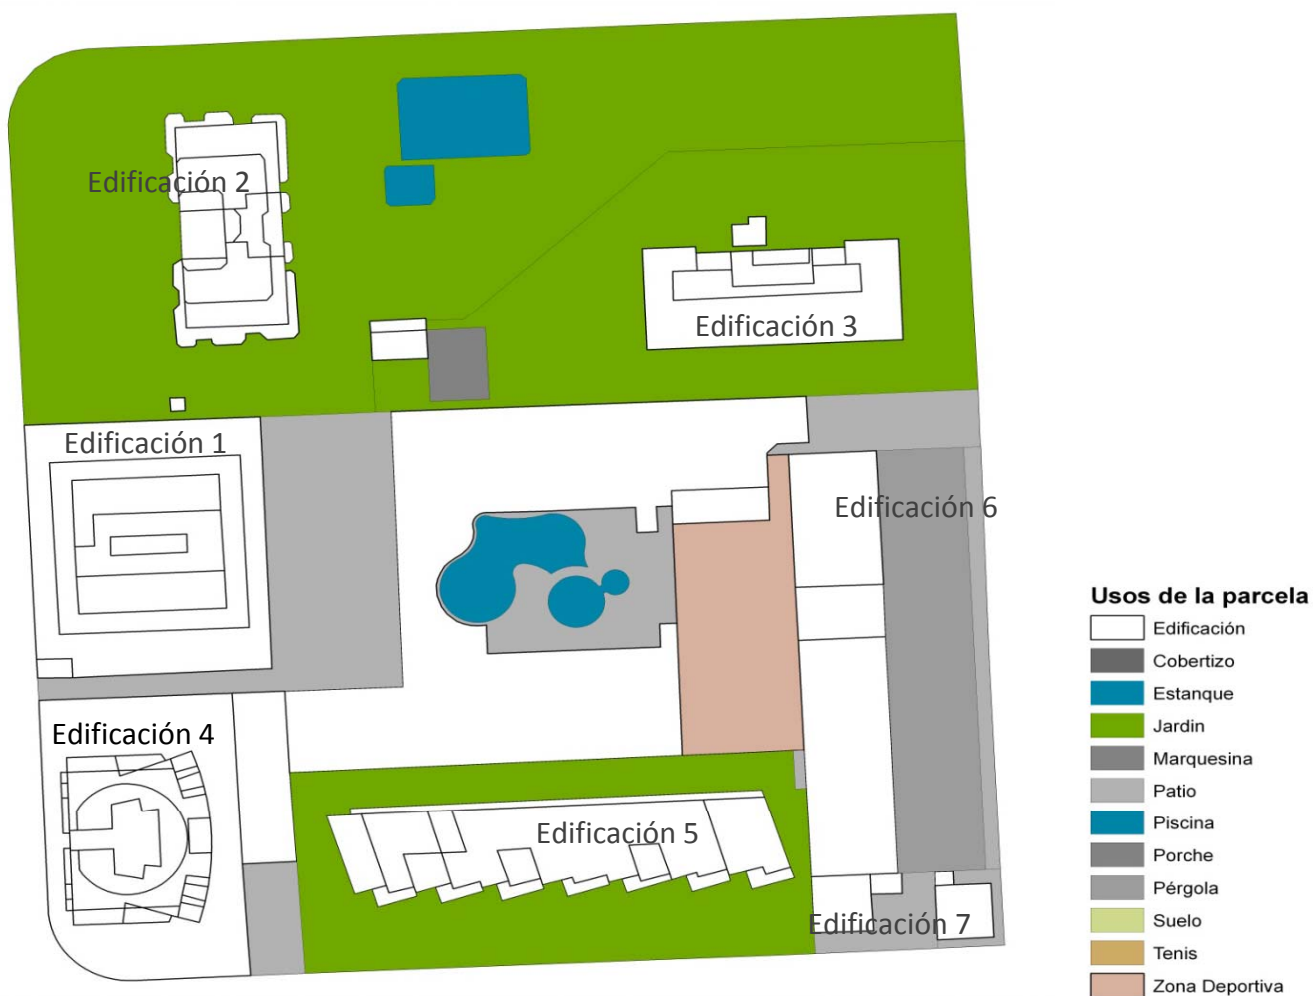 Edificación 2
Edificación 3
Edificación 1
Edificación 6
Edificación 4
Edificación 5
Edificación 7
Usos de la parcela
Edificación
Cobertizo
Estanque
Jardin
Marquesina
Patio
Piscina
Porche
Pérgola
Suelo
Tenis
Zona Deportiva